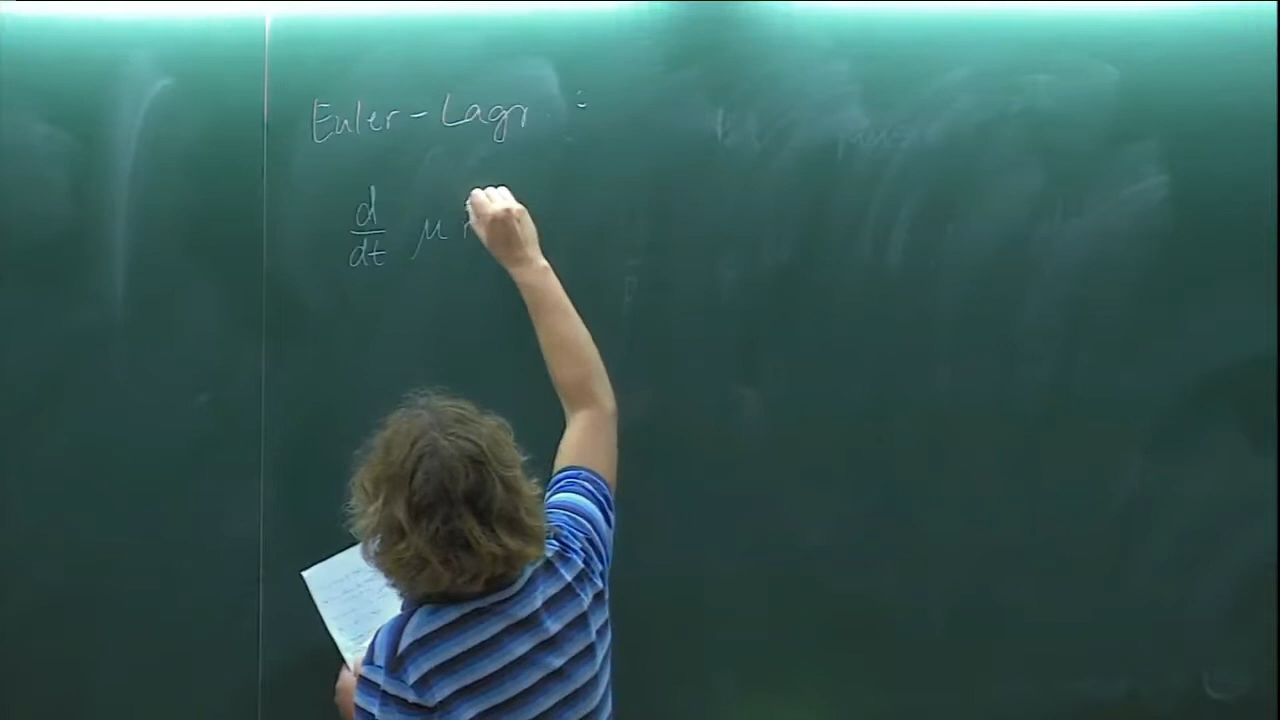 Euler-Lagr. :
d/dt μ r